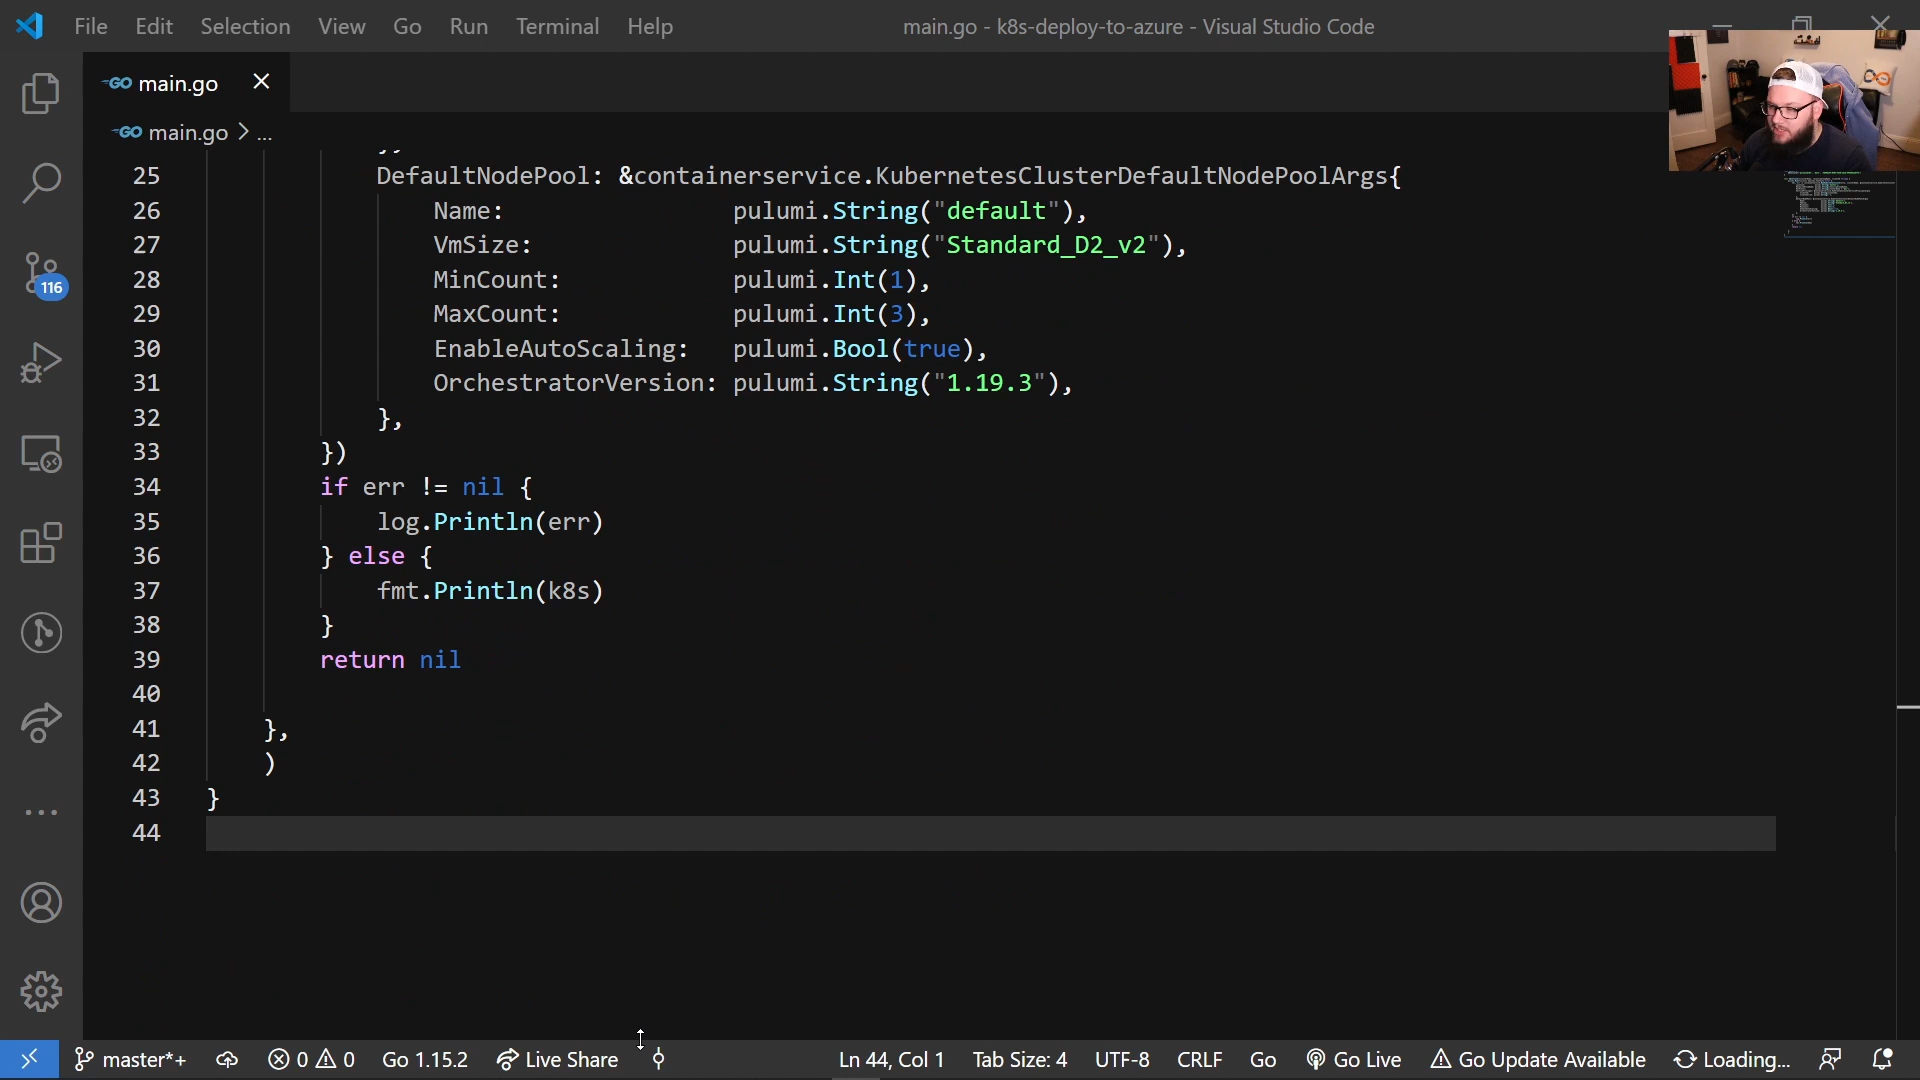 File Edit Selection View Go Run Terminal Help
main.go - k8s-deploy-to-azure - Visual Studio Code
GO main.go
GO main.go > ...
25 DefaultNodePool: &containerservice.KubernetesClusterDefaultNodePoolArgs{
26 Name: pulumi.String("default"),
27 VmSize: pulumi.String("Standard_D2_v2"),
28 MinCount: pulumi.Int(1),
29 MaxCount: pulumi.Int(3),
30 EnableAutoScaling: pulumi.Bool(true),
31 OrchestratorVersion: pulumi.String("1.19.3"),
32 },
33 })
34 if err != nil {
35 log.Println(err)
36 } else {
37 fmt.Println(k8s)
38 }
39 return nil
40
41 },
42 )
43 }
44
116
master*+ 0 0 Go 1.15.2 Live Share Ln 44, Col 1 Tab Size: 4 UTF-8 CRLF Go Go Live Go Update Available Loading...